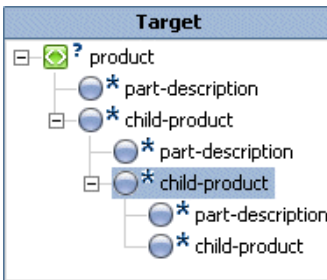 Target
? product
* part-description
* child-product
* part-description
* child-product
* part-description
* child-product